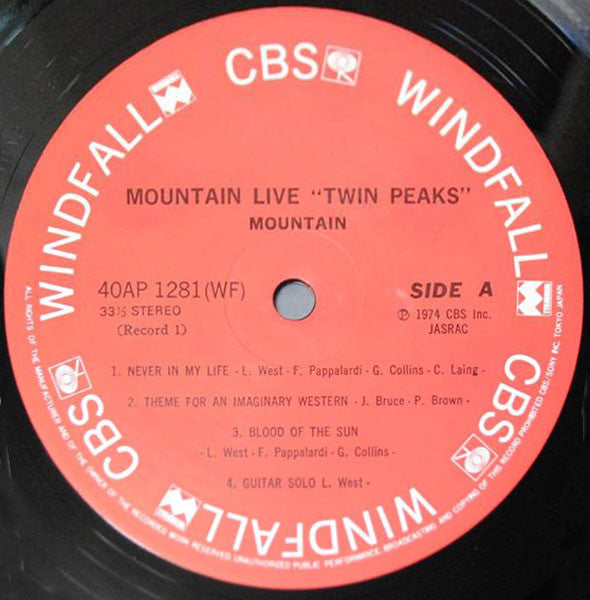 WINDFALL
CBS
WINDFALL
CBS
WINDFALL
CBS
MOUNTAIN LIVE "TWIN PEAKS"
MOUNTAIN
40AP 1281(WF)
33⅓ STEREO
(Record 1)
SIDE A
Ⓟ 1974 CBS Inc.
JASRAC
1. NEVER IN MY LIFE - L. West - F. Pappalardi - G. Collins - C. Laing -
2. THEME FOR AN IMAGINARY WESTERN - J. Bruce - P. Brown -
3. BLOOD OF THE SUN
- L. West - F. Pappalardi - G. Collins -
4. GUITAR SOLO L. West -
ALL RIGHTS OF THE MANUFACTURER AND OF THE OWNER OF THE RECORDED WORK RESERVED. UNAUTHORIZED PUBLIC PERFORMANCE, BROADCASTING AND COPYING OF THIS RECORD PROHIBITED CBS/SONY INC. TOKYO JAPAN